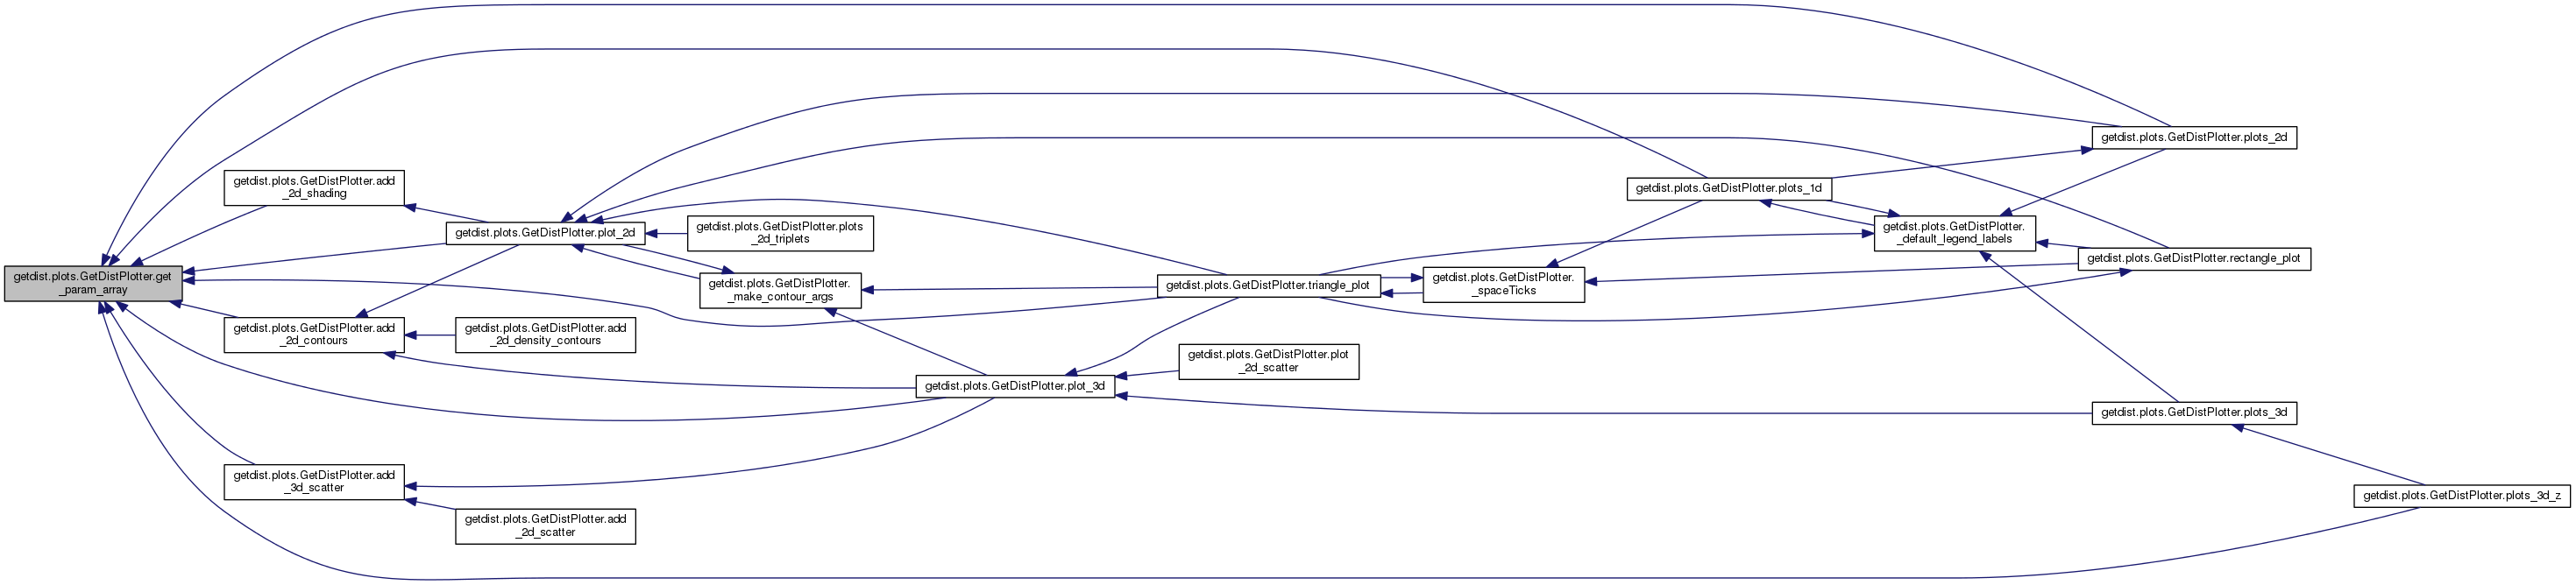 getdist.plots.GetDistPlotter.get
_param_array
getdist.plots.GetDistPlotter.add
_2d_shading
getdist.plots.GetDistPlotter.plot_2d
getdist.plots.GetDistPlotter.add
_2d_contours
getdist.plots.GetDistPlotter.add
_2d_density_contours
getdist.plots.GetDistPlotter.add
_3d_scatter
getdist.plots.GetDistPlotter.add
_2d_scatter
getdist.plots.GetDistPlotter.plots
_2d_triplets
getdist.plots.GetDistPlotter.
_make_contour_args
getdist.plots.GetDistPlotter.plot_3d
getdist.plots.GetDistPlotter.triangle_plot
getdist.plots.GetDistPlotter.plot
_2d_scatter
getdist.plots.GetDistPlotter.
_spaceTicks
getdist.plots.GetDistPlotter.plots_1d
getdist.plots.GetDistPlotter.
_default_legend_labels
getdist.plots.GetDistPlotter.plots_2d
getdist.plots.GetDistPlotter.rectangle_plot
getdist.plots.GetDistPlotter.plots_3d
getdist.plots.GetDistPlotter.plots_3d_z